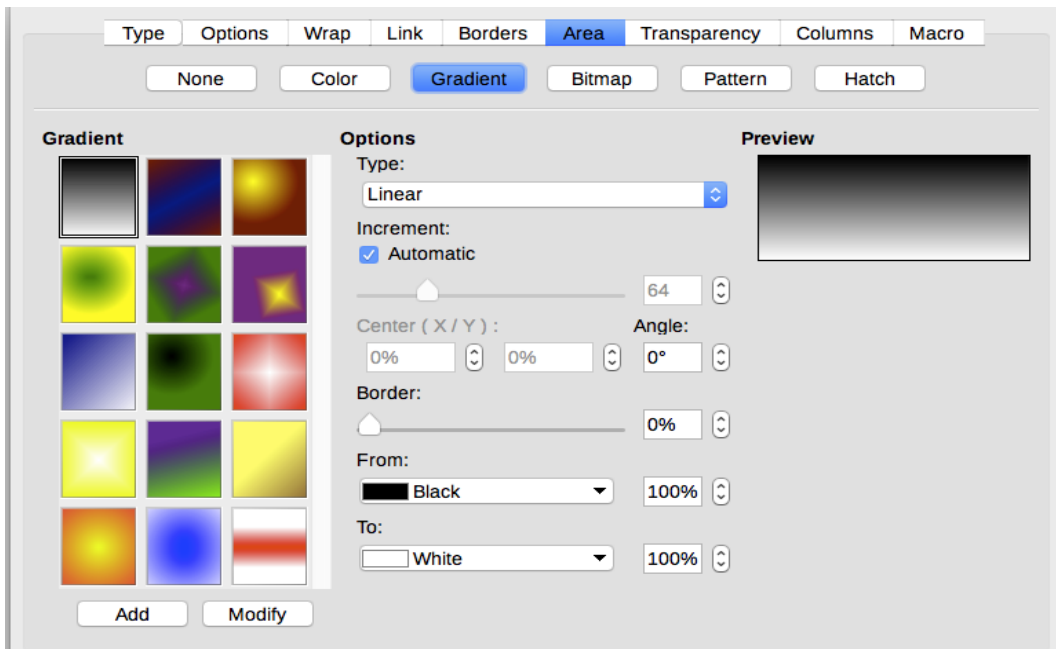 Type Options Wrap Link Borders Area Transparency Columns Macro
None Color Gradient Bitmap Pattern Hatch
Gradient
Options
Preview
Type:
Linear
Increment:
Automatic
64
Center ( X / Y ) :
Angle:
0% 0% 0°
Border:
0%
From:
Black 100%
To:
White 100%
Add Modify